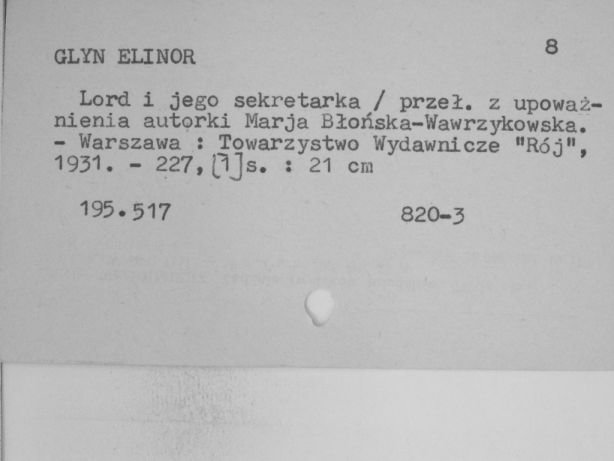 8
GLYN ELINOR
Lord i jego sekretarka / przeł. z upoważ-
nienia autorki Marja Błońska-Wawrzykowska.
- Warszawa : Towarzystwo Wydawnicze "Rój",
1931. - 227, [1]s. : 21 cm
195.517 820-3